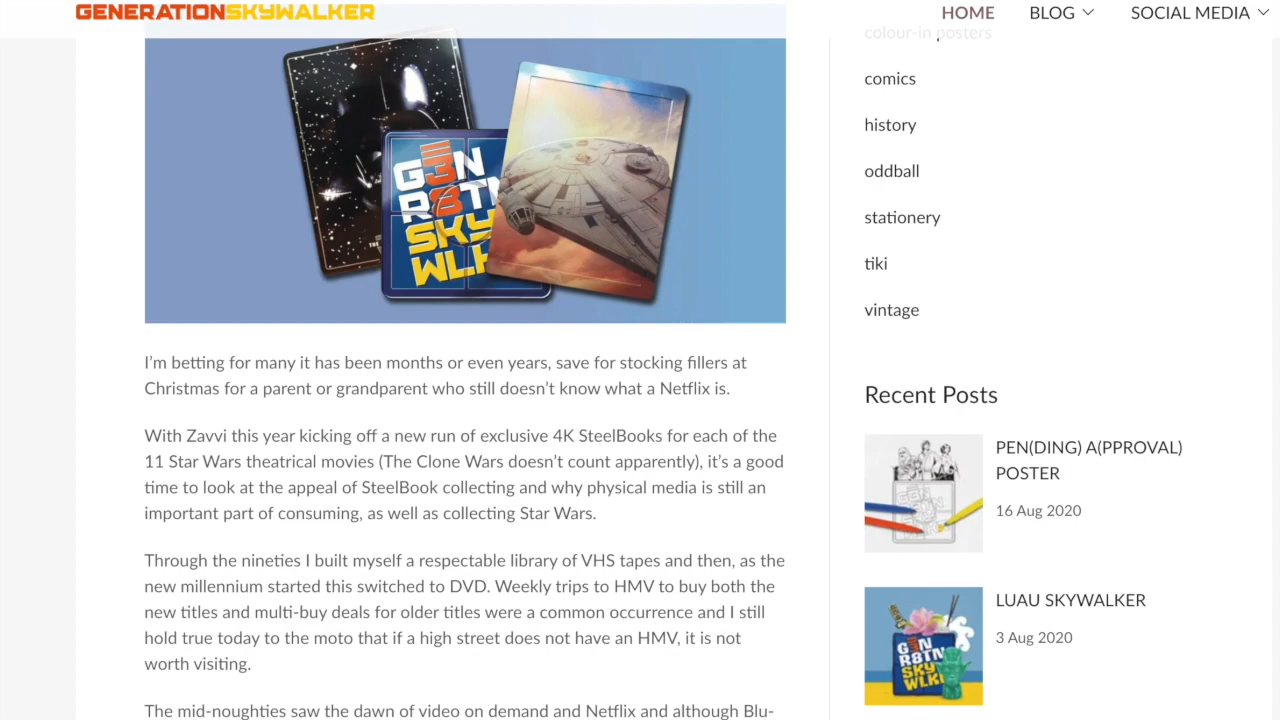 GENERATIONSKYWALKER
HOME
BLOG
SOCIAL MEDIA
colour-in posters
comics
history
oddball
stationery
tiki
vintage
G3N
R8TN
SKY
WLK
THE
I’m betting for many it has been months or even years, save for stocking fillers at
Christmas for a parent or grandparent who still doesn’t know what a Netflix is.
With Zavvi this year kicking off a new run of exclusive 4K SteelBooks for each of the
11 Star Wars theatrical movies (The Clone Wars doesn’t count apparently), it’s a good
time to look at the appeal of SteelBook collecting and why physical media is still an
important part of consuming, as well as collecting Star Wars.
Through the nineties I built myself a respectable library of VHS tapes and then, as the
new millennium started this switched to DVD. Weekly trips to HMV to buy both the
new titles and multi-buy deals for older titles were a common occurrence and I still
hold true today to the moto that if a high street does not have an HMV, it is not
worth visiting.
The mid-noughties saw the dawn of video on demand and Netflix and although Blu-
Recent Posts
PEN(DING) A(PPROVAL)
POSTER
16 Aug 2020
LUAU SKYWALKER
3 Aug 2020
G3N
R8TN
SKY
WLK